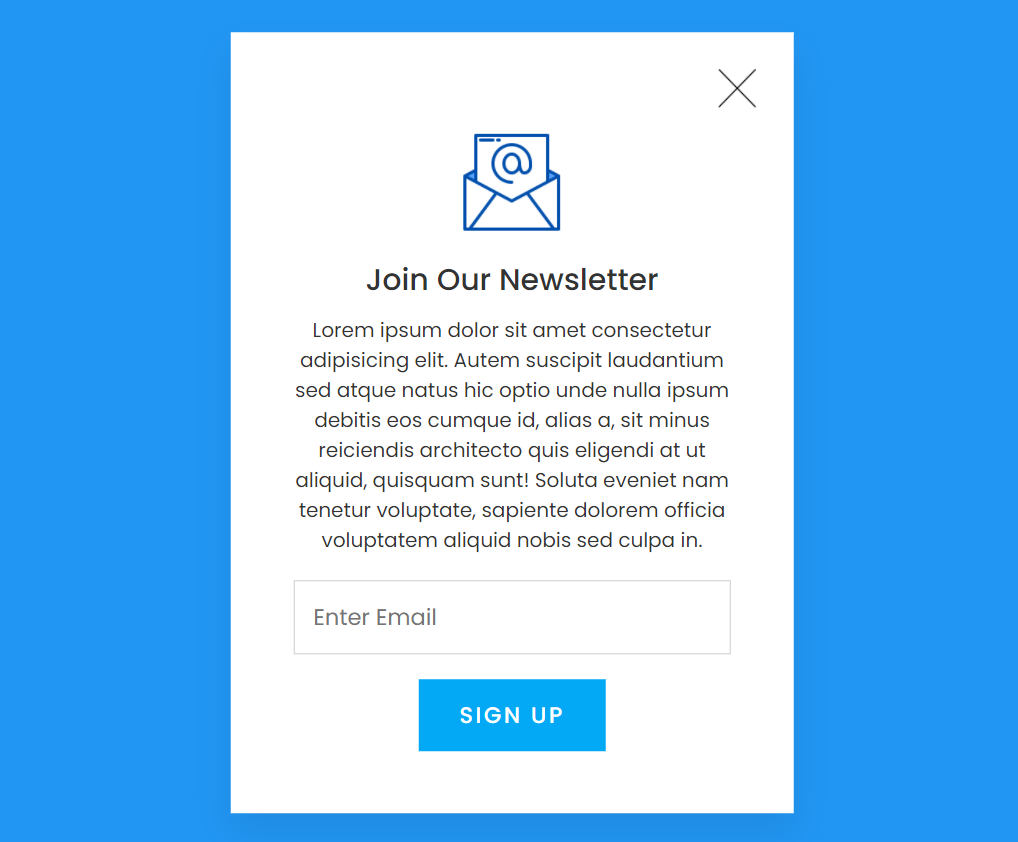 @
Join Our Newsletter
Lorem ipsum dolor sit amet consectetur
adipisicing elit. Autem suscipit laudantium
sed atque natus hic optio unde nulla ipsum
debitis eos cumque id, alias a, sit minus
reiciendis architecto quis eligendi at ut
aliquid, quisquam sunt! Soluta eveniet nam
tenetur voluptate, sapiente dolorem officia
voluptatem aliquid nobis sed culpa in.
Enter Email
SIGN UP